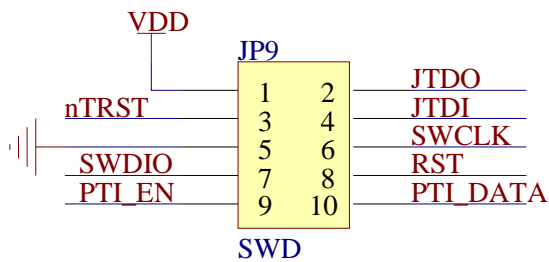 VDD
JP9
1 2 JTDO
nTRST 3 4 JTDI
5 6 SWCLK
SWDIO 7 8 RST
PTI_EN 9 10 PTI_DATA
SWD